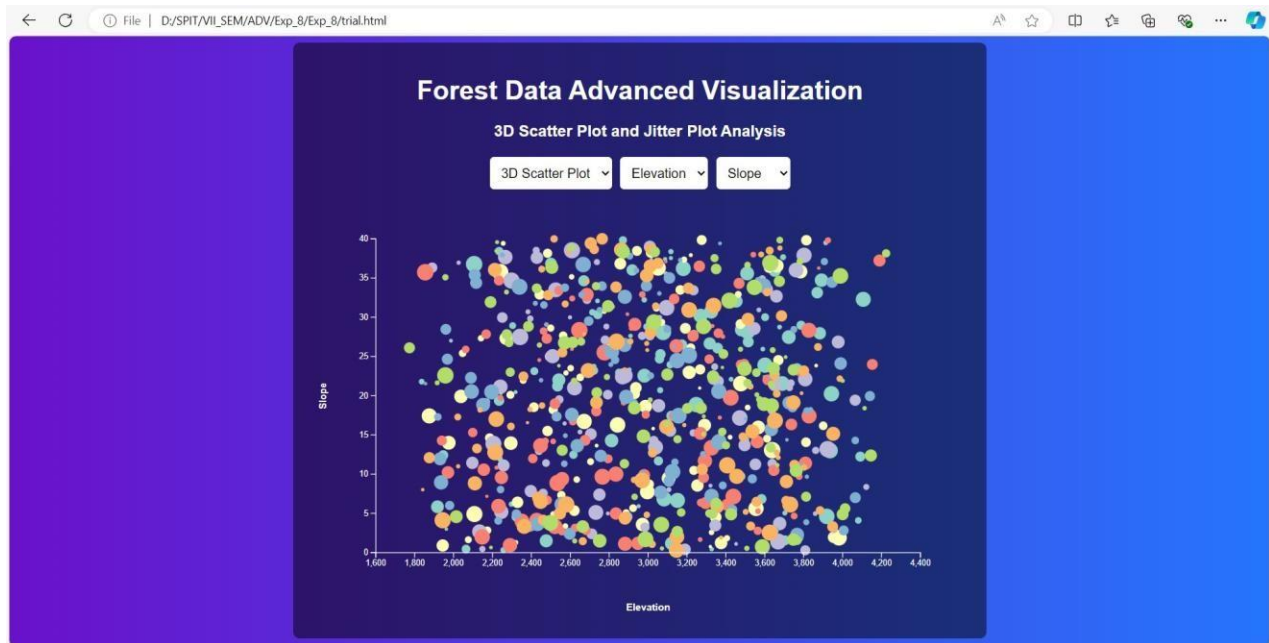 File | D:/SPIT/VII_SEM/ADV/Exp_8/Exp_8/trial.html
Forest Data Advanced Visualization
3D Scatter Plot and Jitter Plot Analysis
3D Scatter Plot Elevation Slope
40
35
30
25
20
15
10
5
0
Slope
1,600 1,800 2,000 2,200 2,400 2,600 2,800 3,000 3,200 3,400 3,600 3,800 4,000 4,200 4,400
Elevation